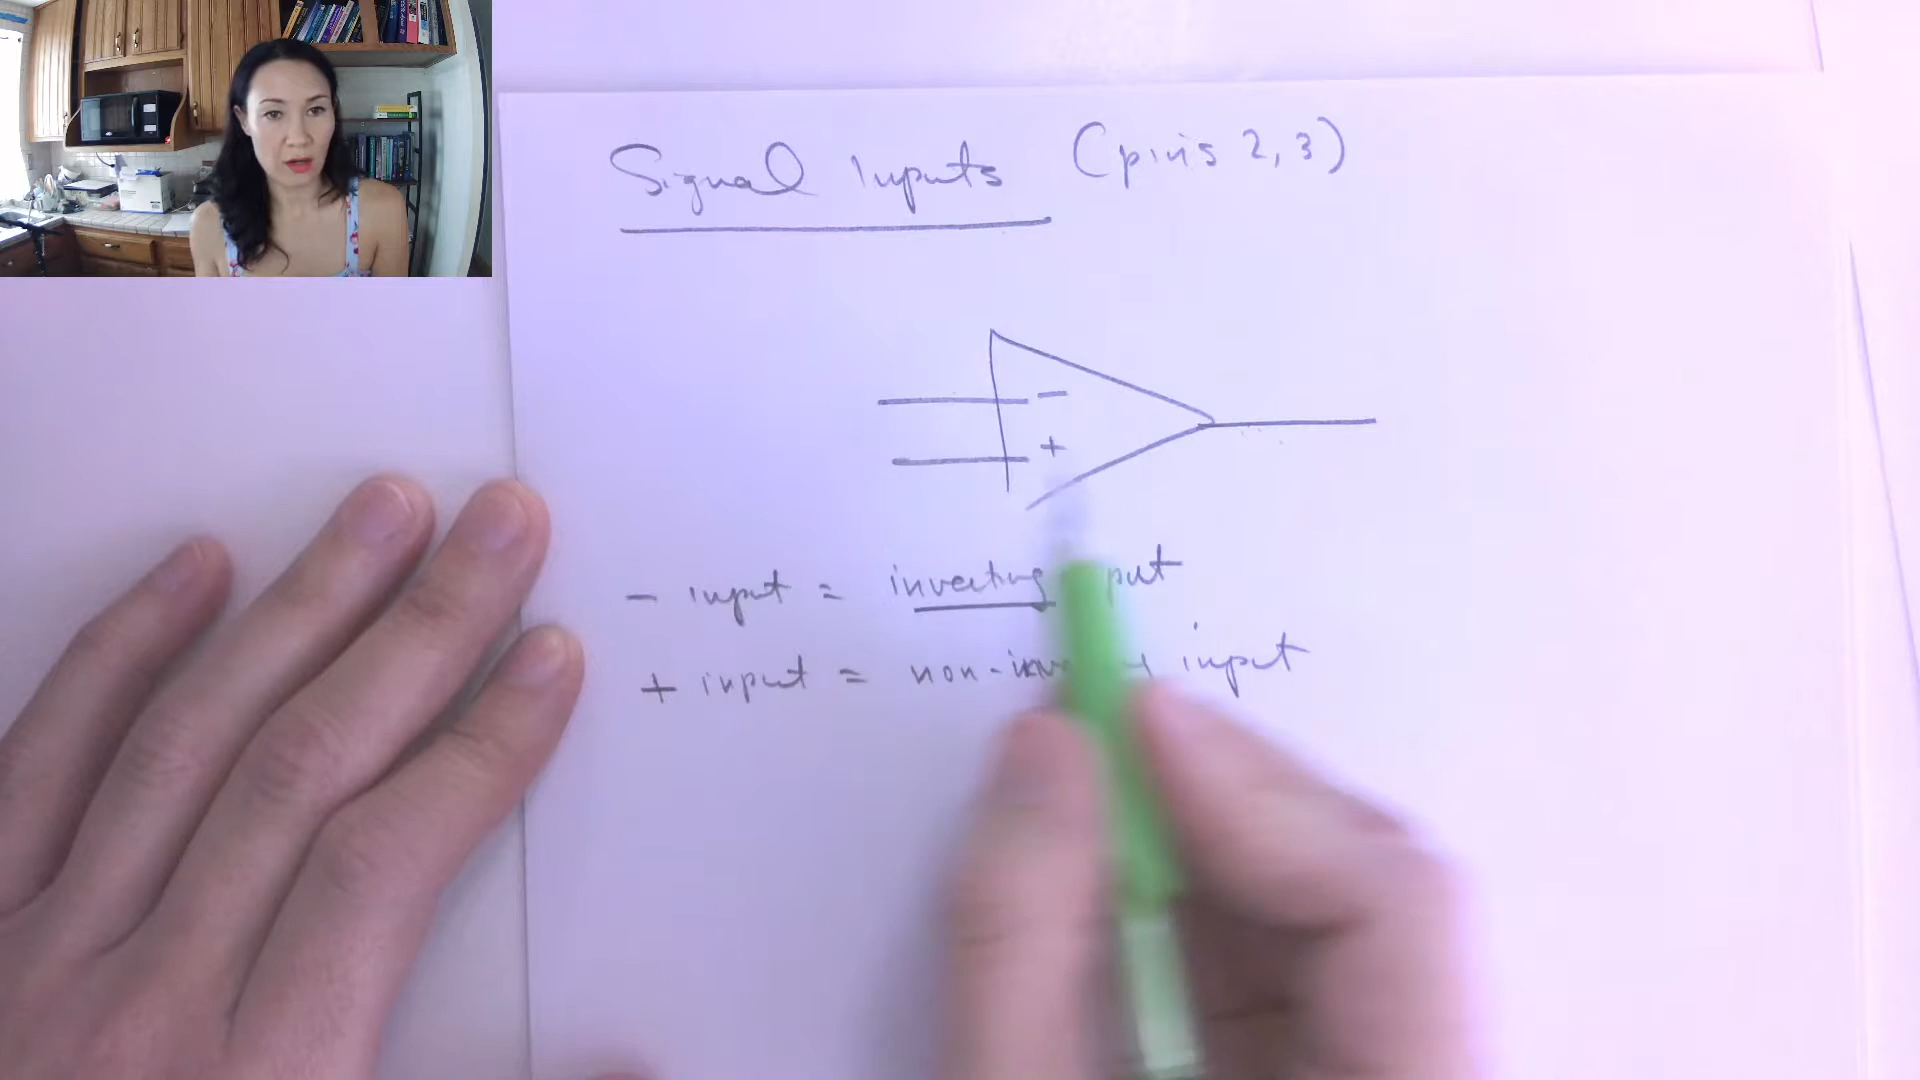 Signal Inputs (pins 2, 3)
-
+
- input = inverting
+ input = non- input